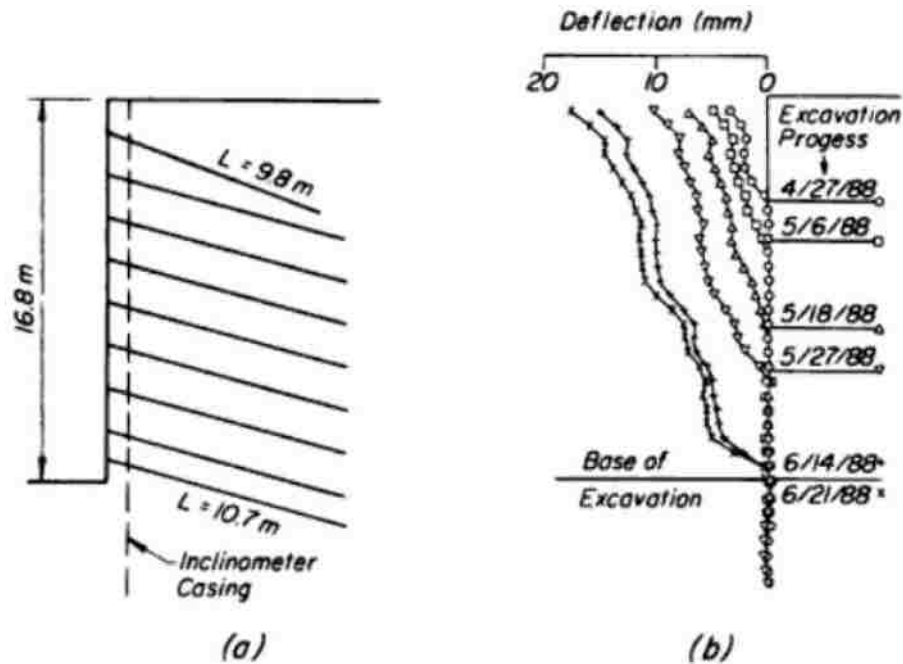 16.8 m
L = 9.8 m
L = 10.7 m
Inclinometer
Casing
(a)
Deflection (mm)
20 10 0
Excavation
Progess
4/27/88
5/6/88
5/18/88
5/27/88
6/14/88
6/21/88
Base of
Excavation
(b)